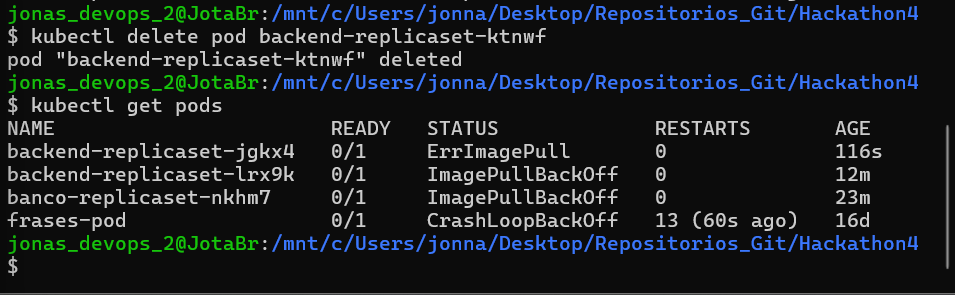 jonas_devops_2@JotaBr:/mnt/c/Users/jonna/Desktop/Repositorios_Git/Hackathon4
$ kubectl delete pod backend-replicaset-ktnwf
pod "backend-replicaset-ktnwf" deleted
jonas_devops_2@JotaBr:/mnt/c/Users/jonna/Desktop/Repositorios_Git/Hackathon4
$ kubectl get pods
NAME                       READY   STATUS             RESTARTS       AGE
backend-replicaset-jgkx4   0/1     ErrImagePull       0              116s
backend-replicaset-lrx9k   0/1     ImagePullBackOff   0              12m
banco-replicaset-nkhm7     0/1     ImagePullBackOff   0              23m
frases-pod                 0/1     CrashLoopBackOff   13 (60s ago)   16d
jonas_devops_2@JotaBr:/mnt/c/Users/jonna/Desktop/Repositorios_Git/Hackathon4
$